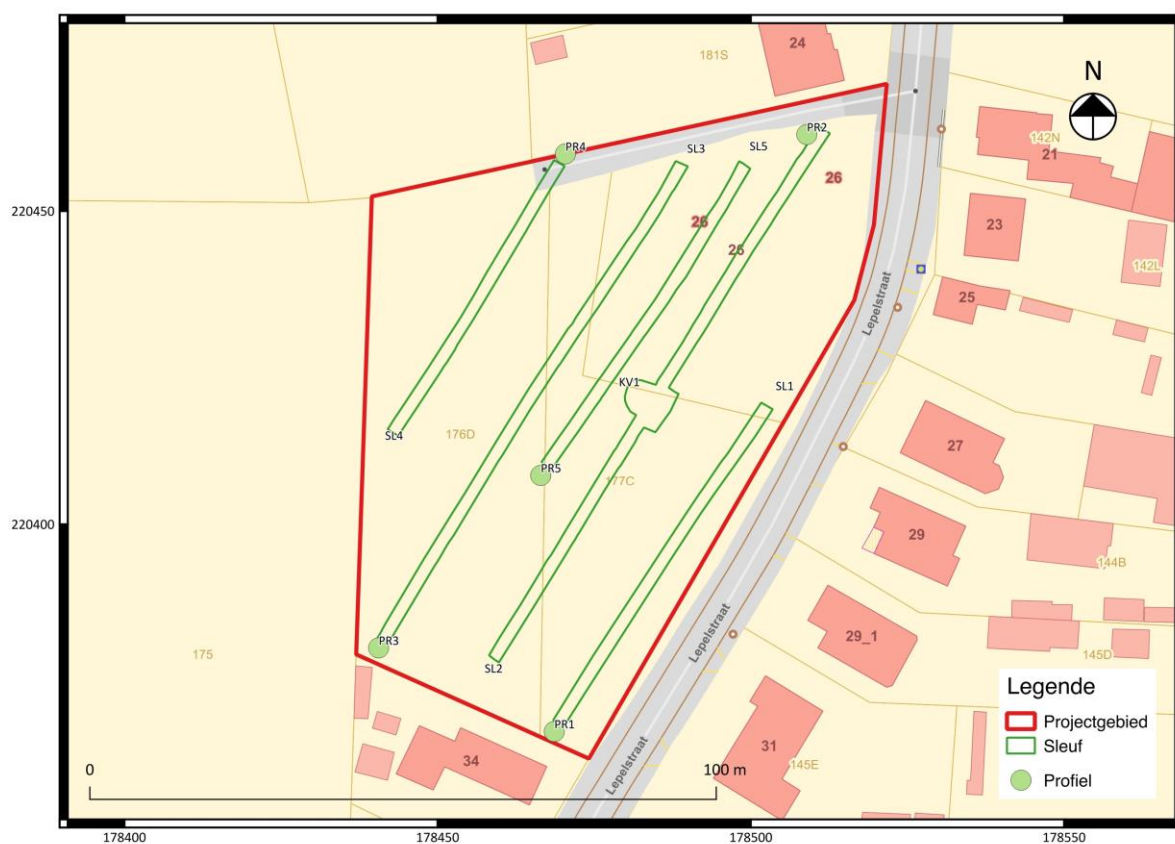 24
181S
N
PR2
142N
21
PR4
SL3
SL5
26
220450
26
23
26
142L
25
Lepelstraat
KV1
SL1
SL4
176D
27
PR5
177C
220400
29
144B
Lepelstraat
29_1
PR3
175
145D
SL2
Legende
Projectgebied
Sleuf
Profiel
PR1
31
145E
34
Lepelstraat
0
100 m
178400
178450
178500
178550